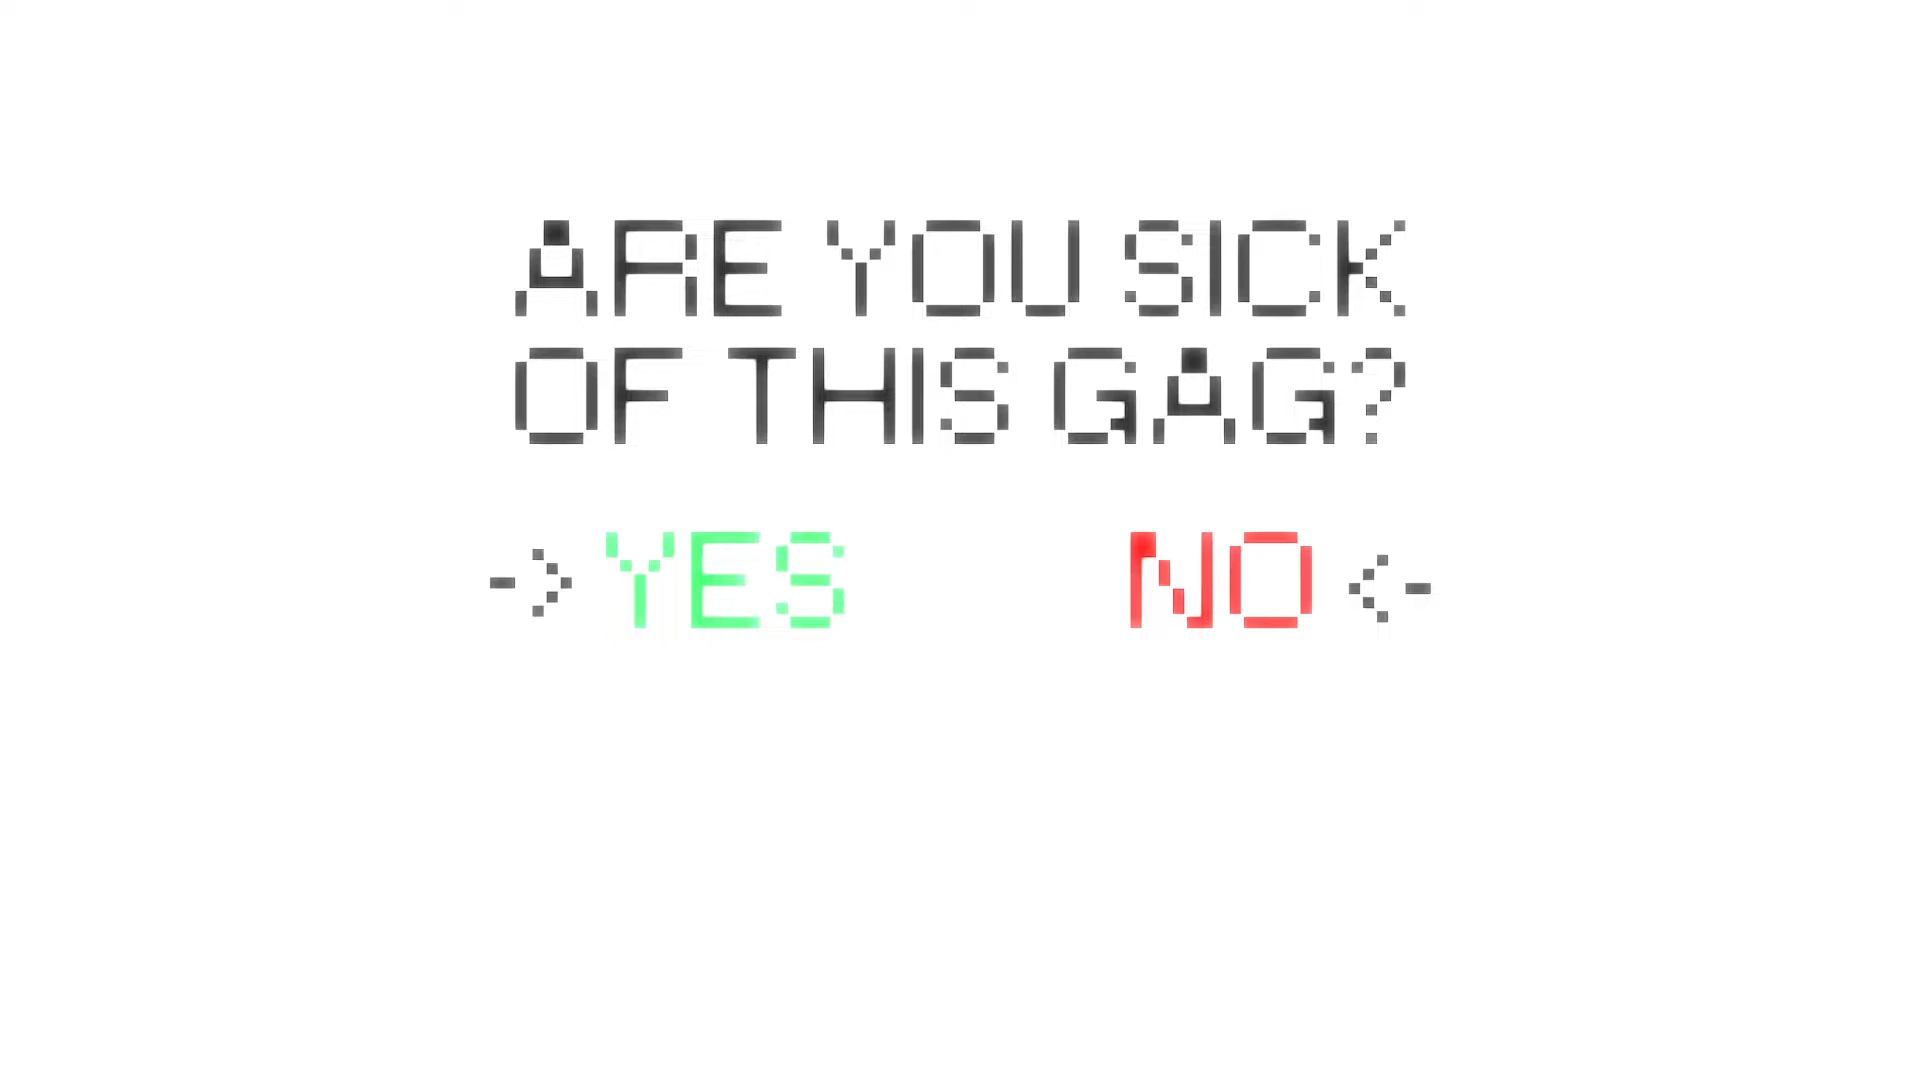 ARE YOU SICK
OF THIS GAG?
-> YES NO <-